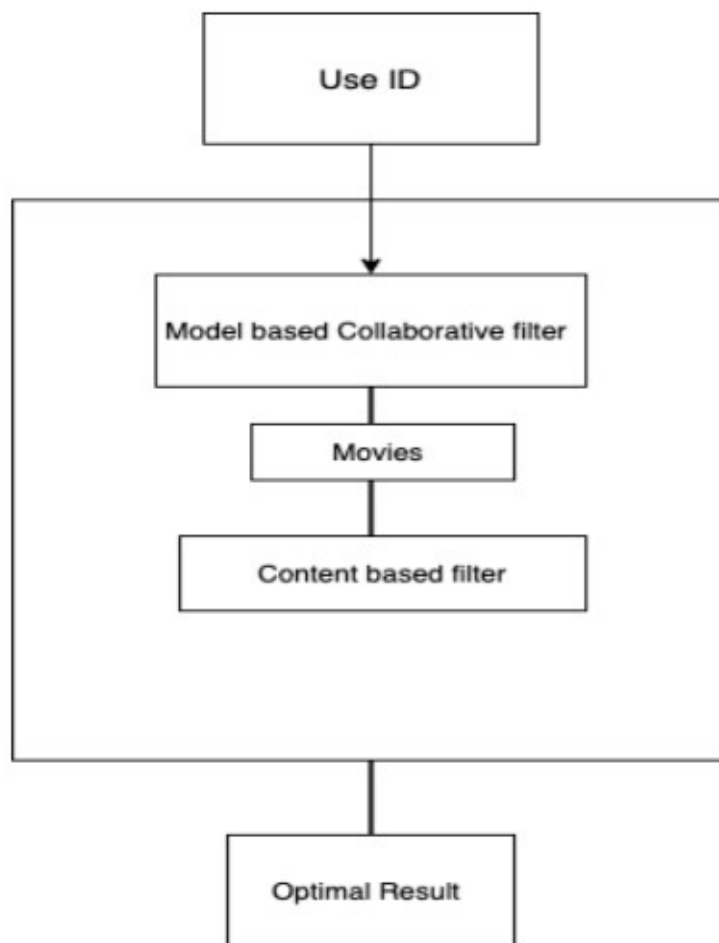 Use ID
Model based Collaborative filter
Movies
Content based filter
Optimal Result